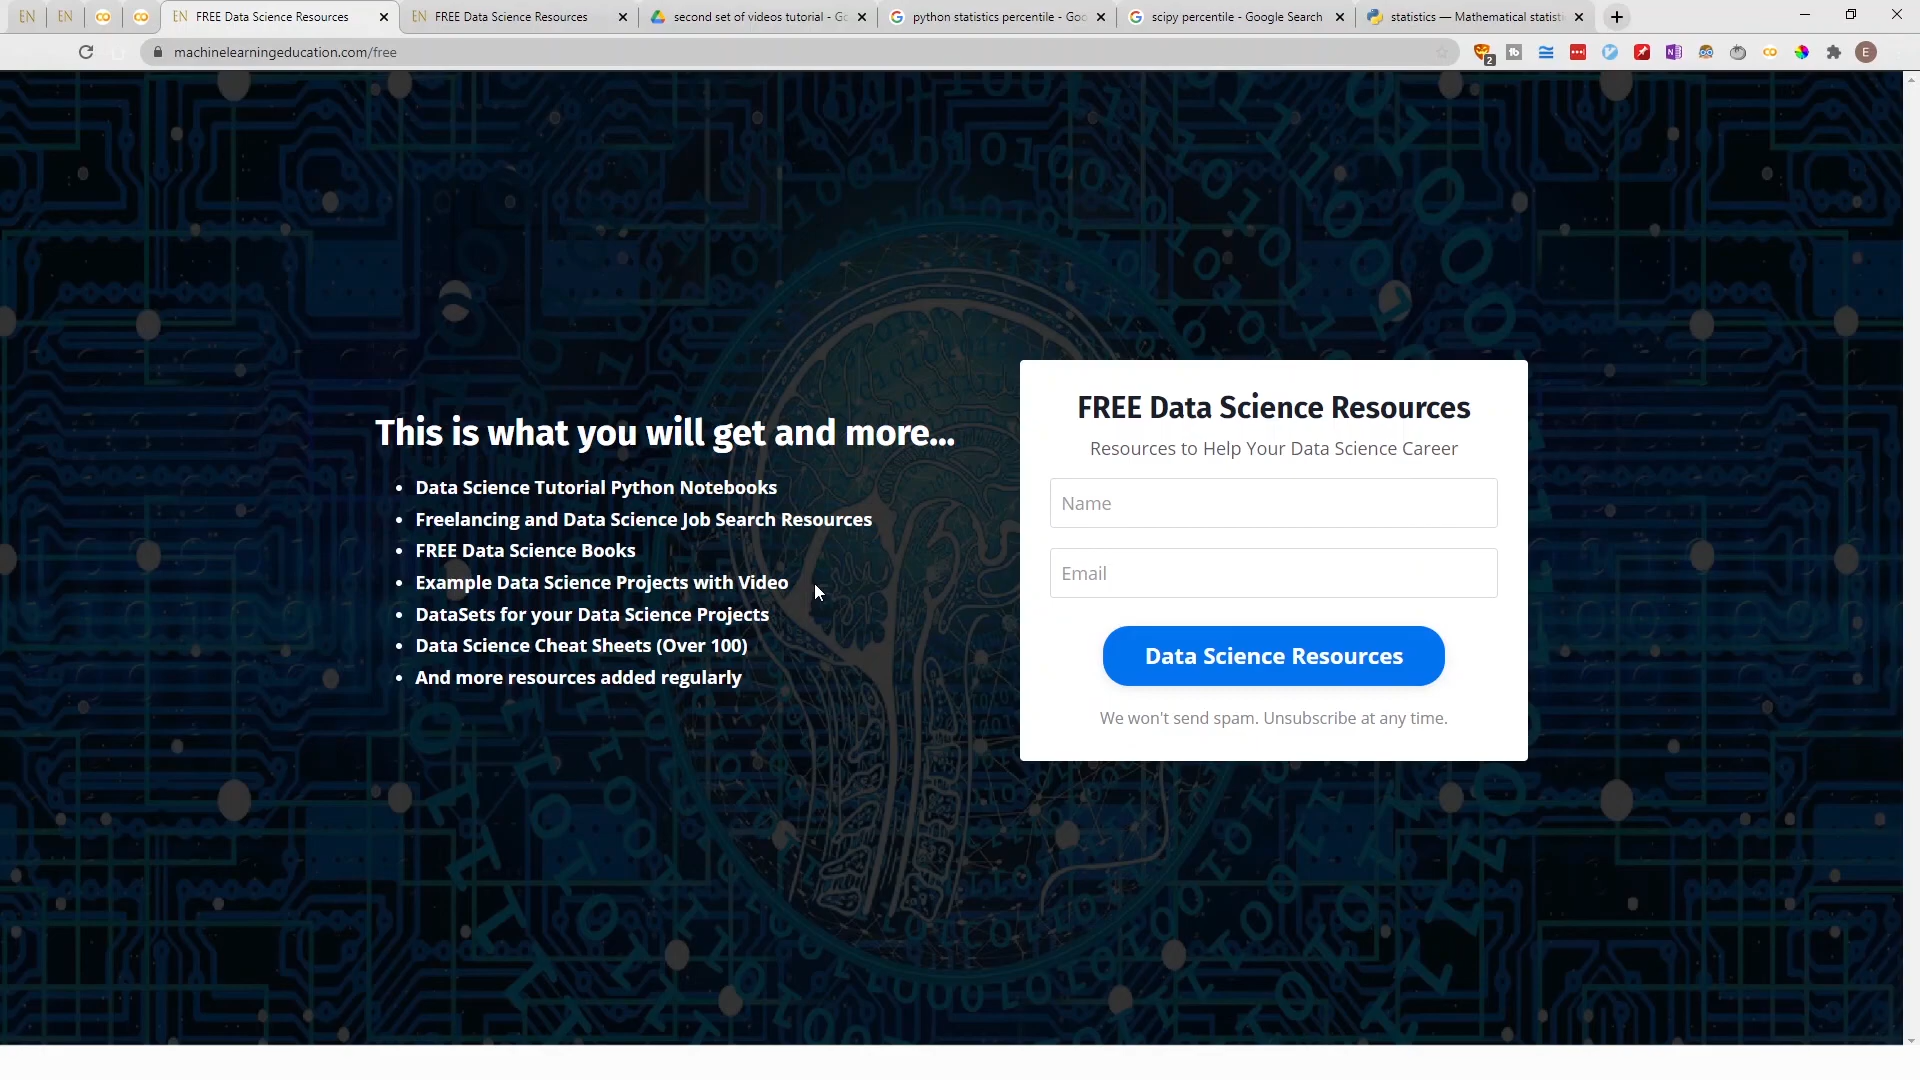 EN
EN
EN FREE Data Science Resources
EN FREE Data Science Resources
second set of videos tutorial - Go
python statistics percentile - Goo
scipy percentile - Google Search
statistics — Mathematical statisti
machinelearningeducation.com/free
2
E
This is what you will get and more...
• Data Science Tutorial Python Notebooks
• Freelancing and Data Science Job Search Resources
• FREE Data Science Books
• Example Data Science Projects with Video
• DataSets for your Data Science Projects
• Data Science Cheat Sheets (Over 100)
• And more resources added regularly
FREE Data Science Resources
Resources to Help Your Data Science Career
Name
Email
Data Science Resources
We won't send spam. Unsubscribe at any time.